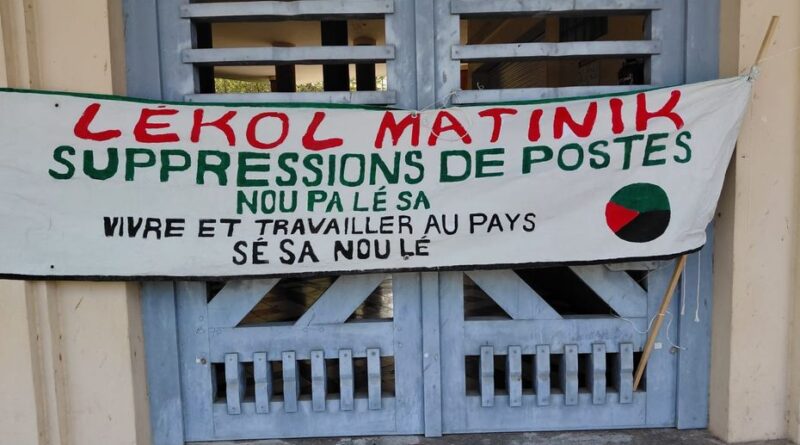 LÉKOL MATINIK
SUPPRESSIONS DE POSTES
NOU PA LÉ SA
VIVRE ET TRAVAILLER AU PAYS
SÉ SA NOU LÉ